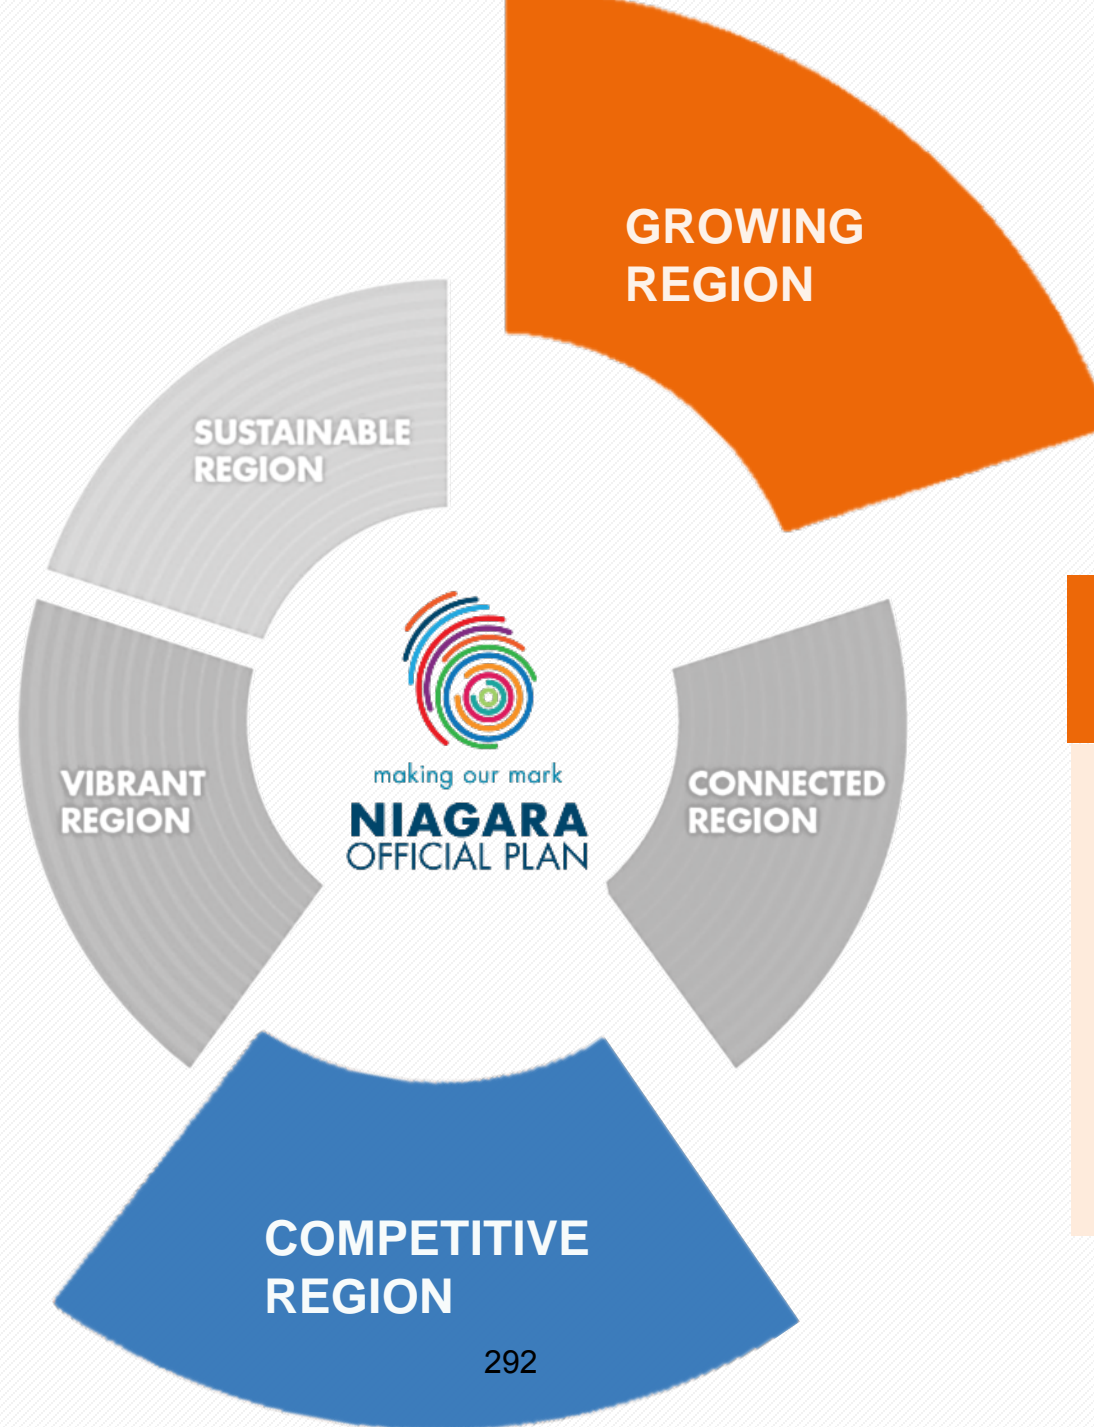 GROWING
REGION
SUSTAINABLE
REGION
VIBRANT
REGION
making our mark
NIAGARA
OFFICIAL PLAN
CONNECTED
REGION
COMPETITIVE
REGION
292